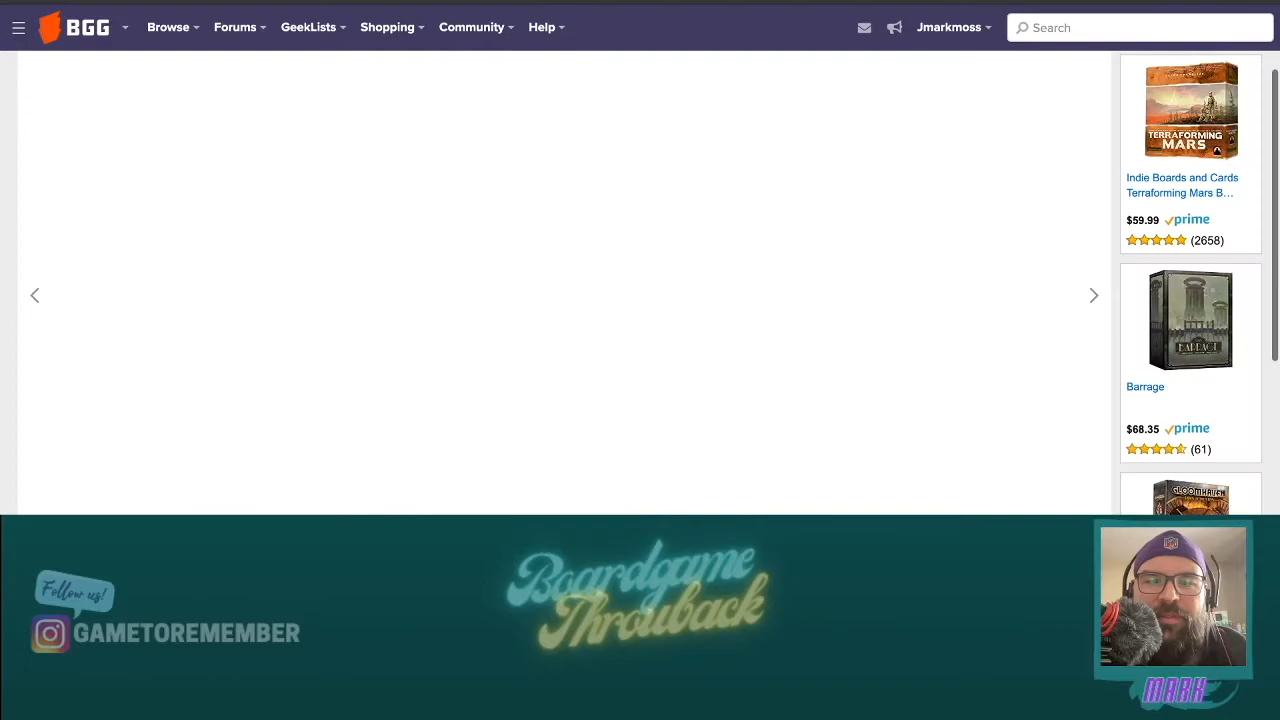 BGG
Browse
Forums
GeekLists
Shopping
Community
Help
Jmarkmoss
Search
TERRAFORMING
MARS
Indie Boards and Cards
Terraforming Mars B…
$59.99 prime
(2658)
BARRAGE
Barrage
$68.35 prime
(61)
GLOOMHAVEN
Follow us!
GAMETOREMEMBER
Boardgame
Throwback
MARK